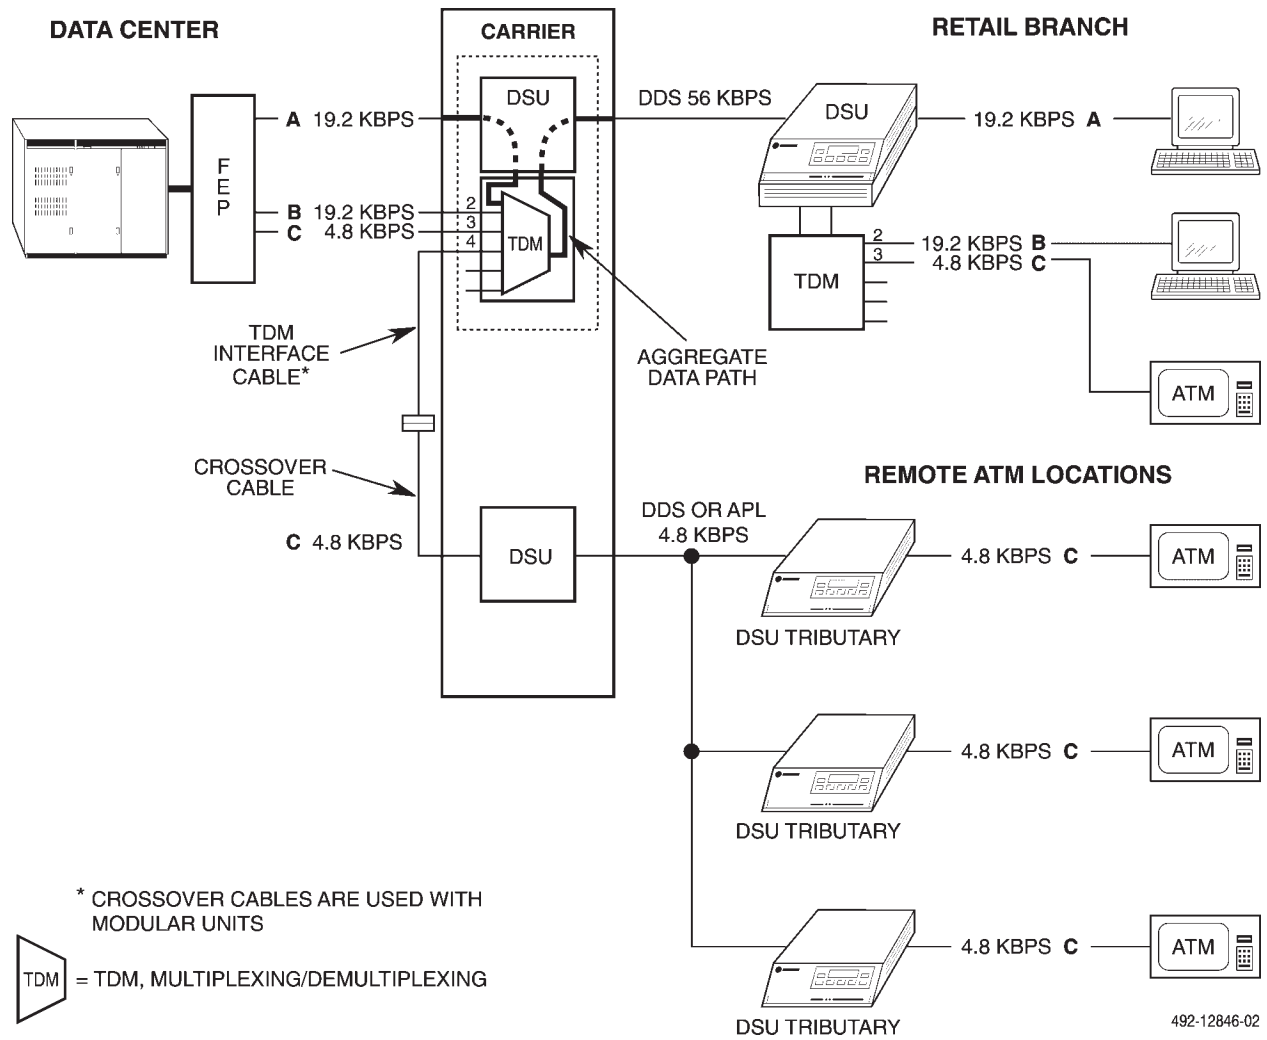 DATA CENTER
CARRIER
RETAIL BRANCH
DSU
DDS 56 KBPS
DSU
FEP
A 19.2 KBPS
19.2 KBPS A
B 19.2 KBPS
C 4.8 KBPS
2
3
4
TDM
TDM
2
3
19.2 KBPS B
4.8 KBPS C
TDM
INTERFACE
CABLE*
AGGREGATE
DATA PATH
ATM
CROSSOVER
CABLE
REMOTE ATM LOCATIONS
C 4.8 KBPS
DSU
DDS OR APL
4.8 KBPS
4.8 KBPS C
ATM
DSU TRIBUTARY
4.8 KBPS C
ATM
DSU TRIBUTARY
4.8 KBPS C
ATM
DSU TRIBUTARY
* CROSSOVER CABLES ARE USED WITH
MODULAR UNITS
TDM = TDM, MULTIPLEXING/DEMULTIPLEXING
492-12846-02